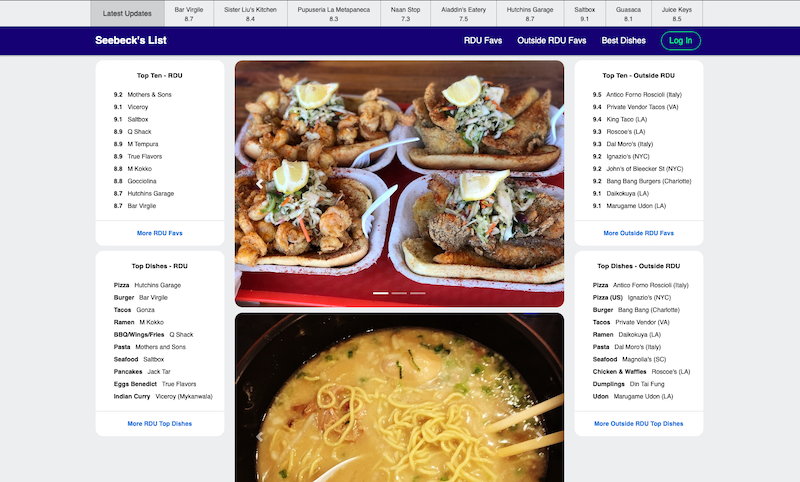 Latest Updates
Bar Virgile
8.7
Sister Liu's Kitchen
8.4
Pupuseria La Metapaneca
8.3
Naan Stop
7.3
Aladdin's Eatery
7.5
Hutchins Garage
8.7
Saltbox
9.1
Guasaca
8.1
Juice Keys
8.5
Seebeck's List
RDU Favs
Outside RDU Favs
Best Dishes
Log In
Top Ten - RDU
9.2 Mothers & Sons
9.1 Viceroy
9.1 Saltbox
8.9 Q Shack
8.9 M Tempura
8.9 True Flavors
8.8 M Kokko
8.8 Gocciolina
8.7 Hutchins Garage
8.7 Bar Virgile
More RDU Favs
Top Dishes - RDU
Pizza Hutchins Garage
Burger Bar Virgile
Tacos Gonza
Ramen M Kokko
BBQ/Wings/Fries Q Shack
Pasta Mothers and Sons
Seafood Saltbox
Pancakes Jack Tar
Eggs Benedict True Flavors
Indian Curry Viceroy (Mykanwala)
More RDU Top Dishes
Top Ten - Outside RDU
9.5 Antico Forno Roscioli (Italy)
9.4 Private Vendor Tacos (VA)
9.4 King Taco (LA)
9.3 Roscoe's (LA)
9.3 Dal Moro's (Italy)
9.2 Ignazio's (NYC)
9.2 John's of Bleecker St (NYC)
9.2 Bang Bang Burgers (Charlotte)
9.1 Daikokuya (LA)
9.1 Marugame Udon (LA)
More Outside RDU Favs
Top Dishes - Outside RDU
Pizza Antico Forno Roscioli (Italy)
Pizza (US) Ignazio's (NYC)
Burger Bang Bang (Charlotte)
Tacos Private Vendor (VA)
Ramen Daikokuya (LA)
Pasta Dal Moro's (Italy)
Seafood Magnolia's (SC)
Chicken & Waffles Roscoe's (LA)
Dumplings Din Tai Fung
Udon Marugame Udon (LA)
More Outside RDU Top Dishes